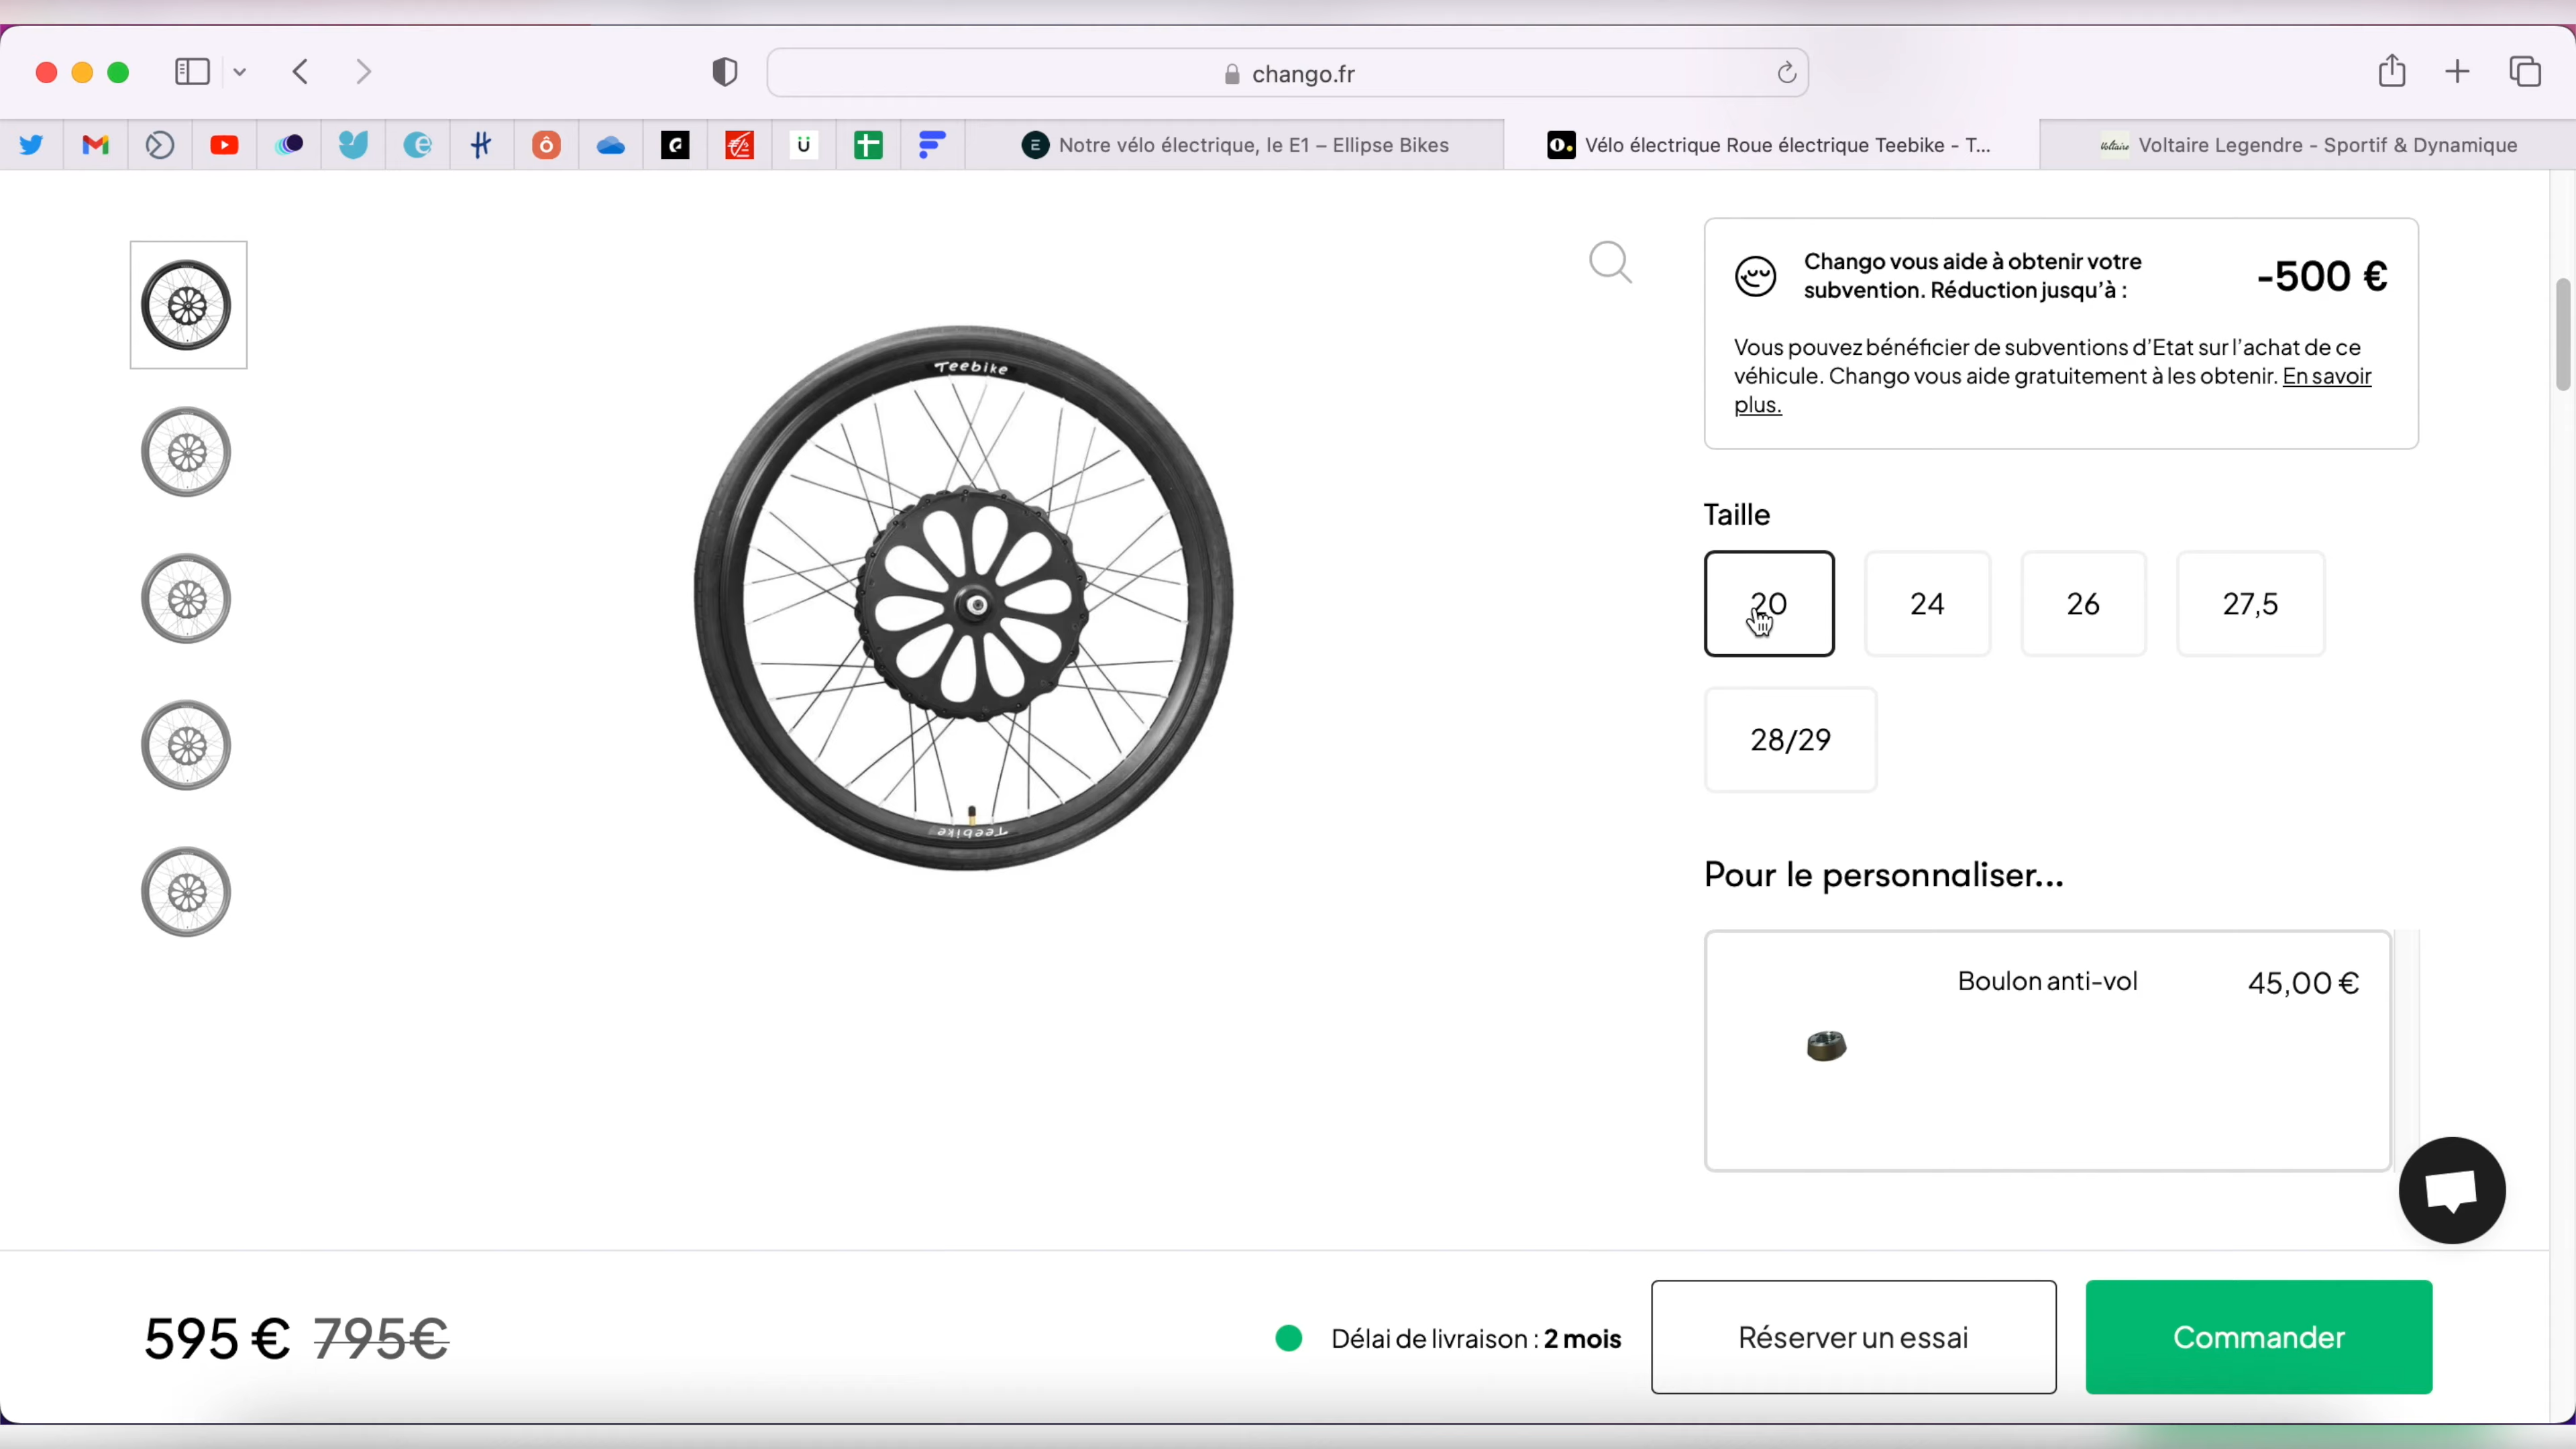 chango.fr
Notre vélo électrique, le E1 – Ellipse Bikes
Vélo électrique Roue électrique Teebike - T...
Voltaire
Voltaire Legendre - Sportif & Dynamique
Teebike
Teebike
Chango vous aide à obtenir votre
subvention. Réduction jusqu'à :
-500 €
Vous pouvez bénéficier de subventions d'Etat sur l'achat de ce
véhicule. Chango vous aide gratuitement à les obtenir. En savoir
plus.
Taille
20
24
26
27,5
28/29
Pour le personnaliser...
Boulon anti-vol
45,00 €
595 € 795€
Délai de livraison : 2 mois
Réserver un essai
Commander